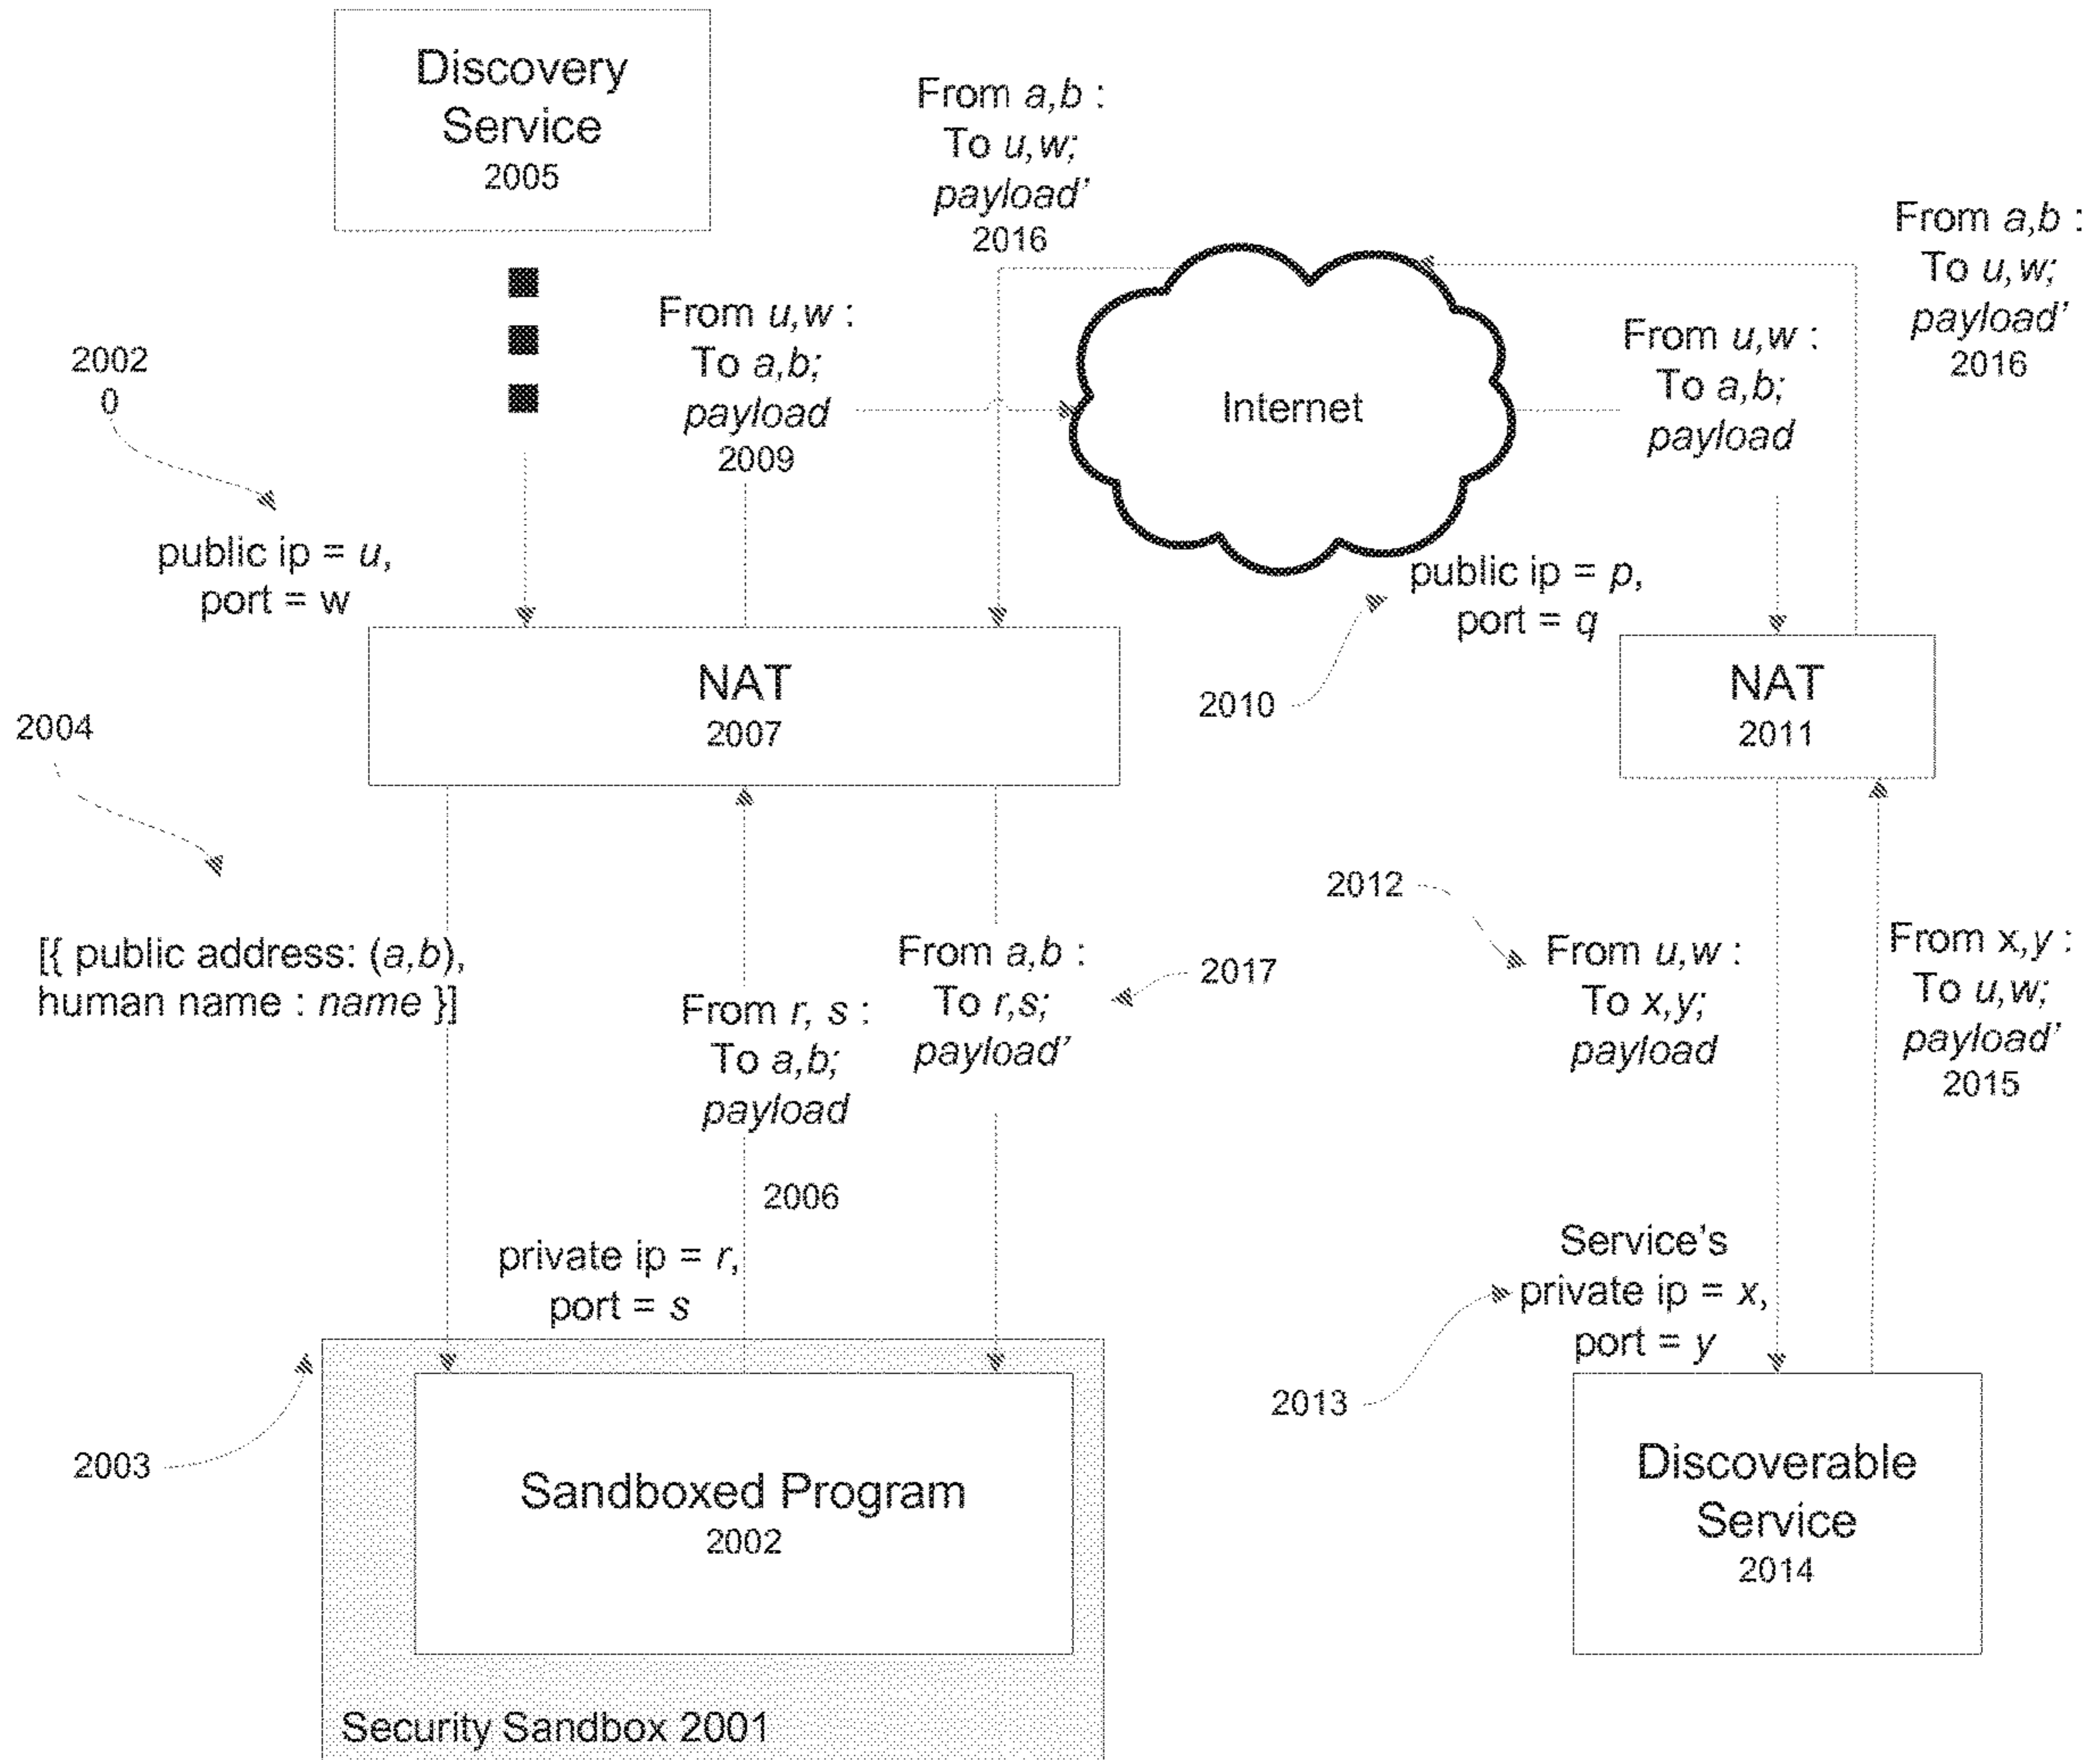 Discovery
Service
2005
From a,b :
To u,w;
payload’
2016
From a,b :
To u,w;
payload’
2016
From u,w :
To a,b;
payload
2009
From u,w :
To a,b;
payload
2002
0
Internet
public ip = u,
port = w
public ip = p,
port = q
NAT
2007
NAT
2011
2010
2004
2012
[{ public address: (a,b),
human name : name }]
From r, s :
To a,b;
payload
From a,b :
To r,s;
payload’
2017
From u,w :
To x,y;
payload
From x,y :
To u,w;
payload’
2015
2006
private ip = r,
port = s
Service’s
private ip = x,
port = y
2013
2003
Sandboxed Program
2002
Discoverable
Service
2014
Security Sandbox 2001